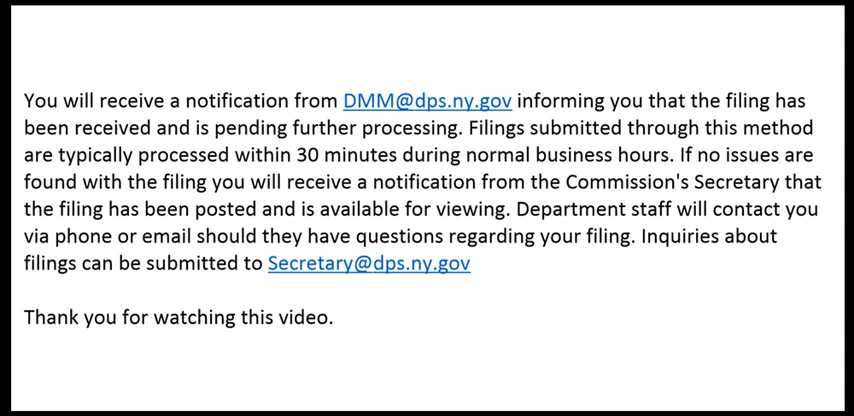 You will receive a notification from DMM@dps.ny.gov informing you that the filing has
been received and is pending further processing. Filings submitted through this method
are typically processed within 30 minutes during normal business hours. If no issues are
found with the filing you will receive a notification from the Commission's Secretary that
the filing has been posted and is available for viewing. Department staff will contact you
via phone or email should they have questions regarding your filing. Inquiries about
filings can be submitted to Secretary@dps.ny.gov
Thank you for watching this video.